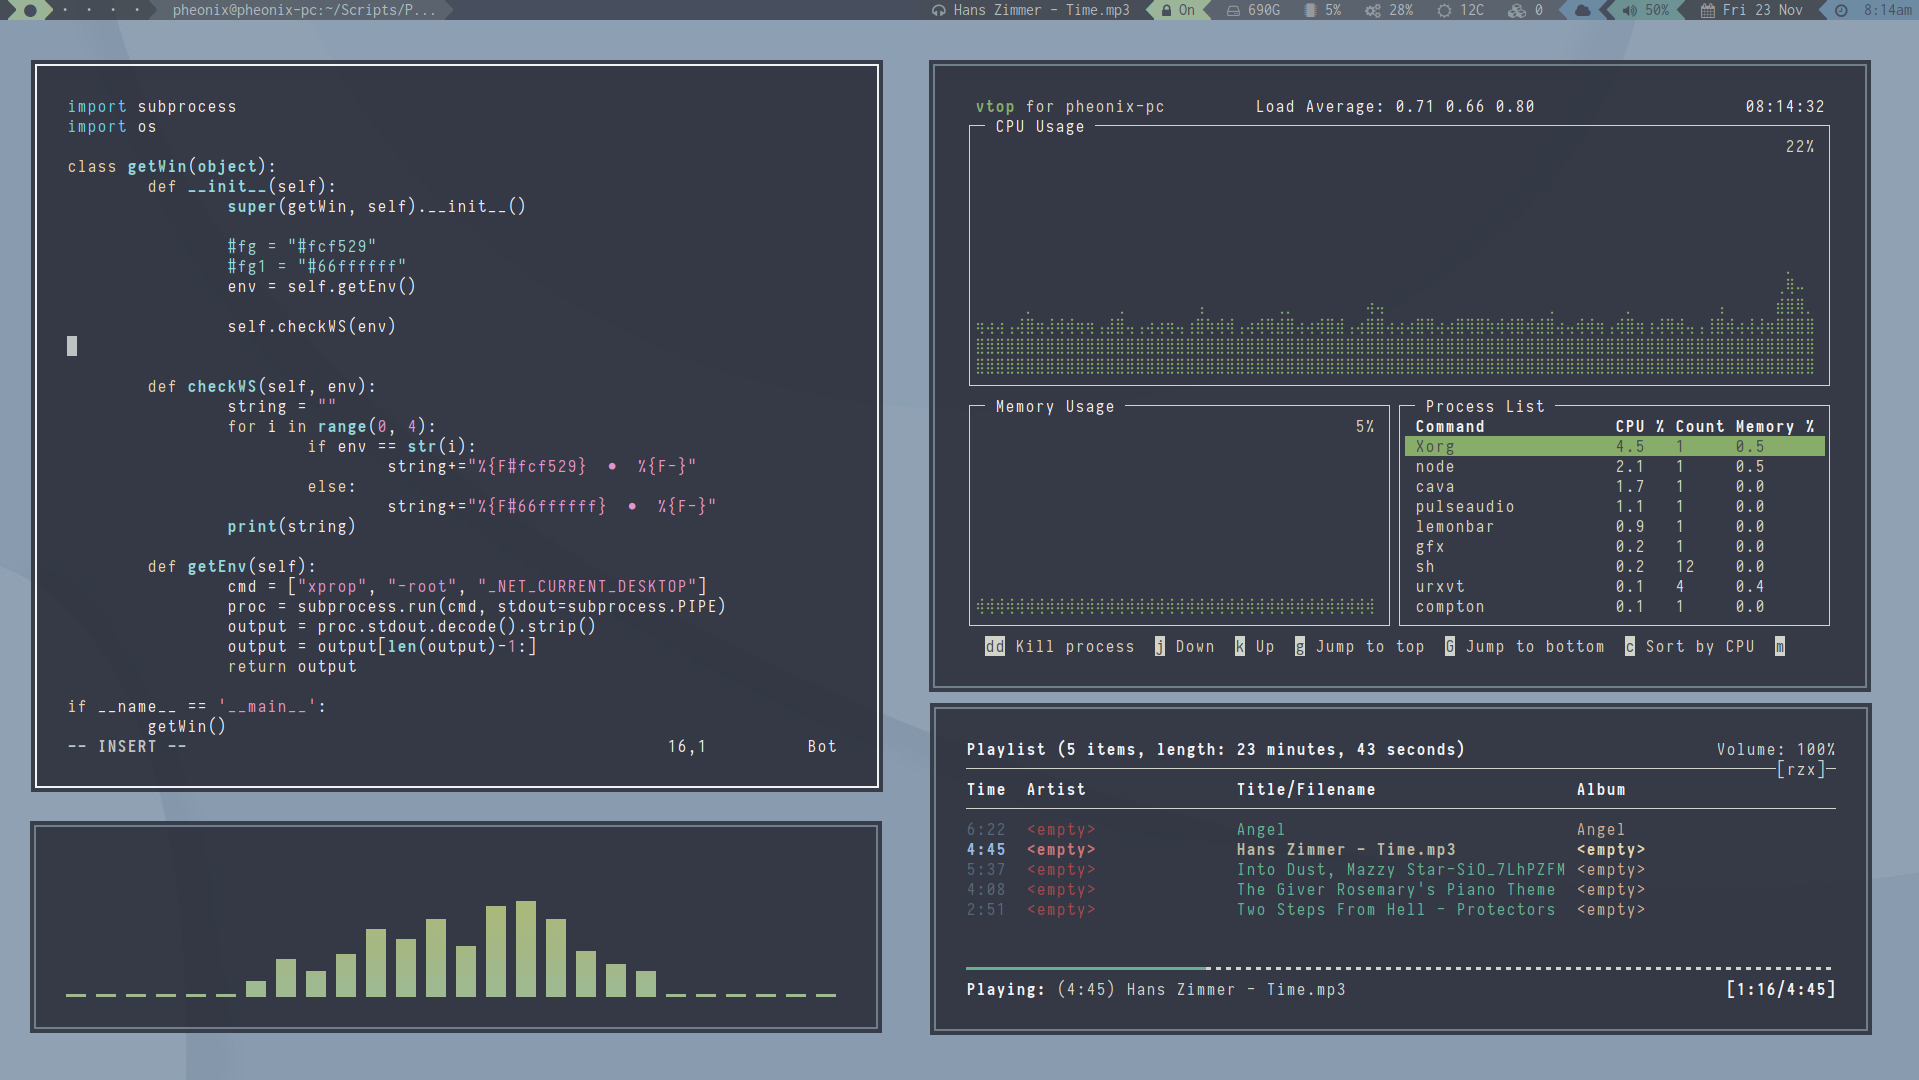 pheonix@pheonix-pc:~/Scripts/P...
Hans Zimmer - Time.mp3
On
690G
5%
28%
12C
0
50%
Fri 23 Nov
8:14am
import subprocess
import os
class getWin(object):
def __init__(self):
super(getWin, self).__init__()
#fg = "#fcf529"
#fg1 = "#66ffffff"
env = self.getEnv()
self.checkWS(env)
def checkWS(self, env):
string = ""
for i in range(0, 4):
if env == str(i):
string+="%{F#fcf529}  ●  %{F-}"
else:
string+="%{F#66ffffff}  ●  %{F-}"
print(string)
def getEnv(self):
cmd = ["xprop", "-root", "_NET_CURRENT_DESKTOP"]
proc = subprocess.run(cmd, stdout=subprocess.PIPE)
output = proc.stdout.decode().strip()
output = output[len(output)-1:]
return output
if __name__ == '__main__':
getWin()
-- INSERT -- 16,1 Bot
vtop for pheonix-pc Load Average: 0.71 0.66 0.80 08:14:32
CPU Usage
22%
Memory Usage
5%
Process List
Command CPU % Count Memory %
Xorg 4.5 1 0.5
node 2.1 1 0.5
cava 1.7 1 0.0
pulseaudio 1.1 1 0.0
lemonbar 0.9 1 0.0
gfx 0.2 1 0.0
sh 0.2 12 0.0
urxvt 0.1 4 0.4
compton 0.1 1 0.0
dd Kill process j Down k Up g Jump to top G Jump to bottom c Sort by CPU m
Playlist (5 items, length: 23 minutes, 43 seconds) Volume: 100%
[rzx]
Time Artist Title/Filename Album
6:22 <empty> Angel Angel
4:45 <empty> Hans Zimmer - Time.mp3 <empty>
5:37 <empty> Into Dust, Mazzy Star-SiO_7LhPZFM <empty>
4:08 <empty> The Giver Rosemary's Piano Theme <empty>
2:51 <empty> Two Steps From Hell - Protectors <empty>
Playing: (4:45) Hans Zimmer - Time.mp3 [1:16/4:45]